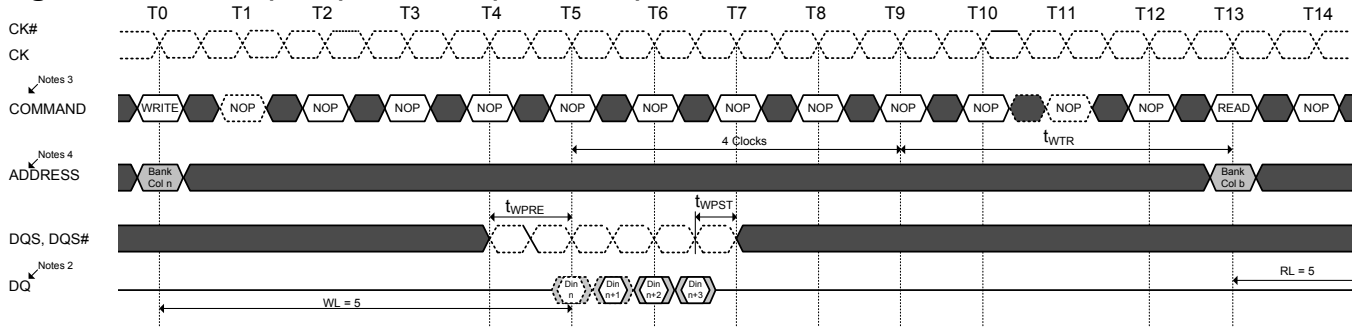 T0 T1 T2 T3 T4 T5 T6 T7 T8 T9 T10 T11 T12 T13 T14
CK#
CK
Notes 3
COMMAND WRITE NOP NOP NOP NOP NOP NOP NOP NOP NOP NOP NOP NOP READ NOP
4 Clocks tWTR
Notes 4
ADDRESS Bank Col n Bank Col b
tWPRE tWPST
DQS, DQS#
Notes 2
DQ Din n Din n+1 Din n+2 Din n+3
WL = 5 RL = 5